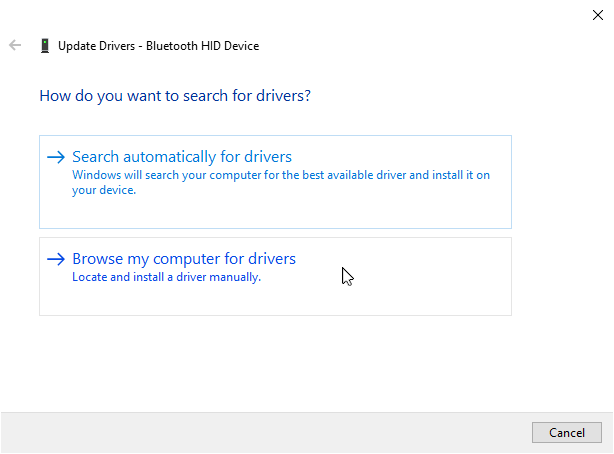 Update Drivers - Bluetooth HID Device
How do you want to search for drivers?
Search automatically for drivers
Windows will search your computer for the best available driver and install it on
your device.
Browse my computer for drivers
Locate and install a driver manually.
Cancel